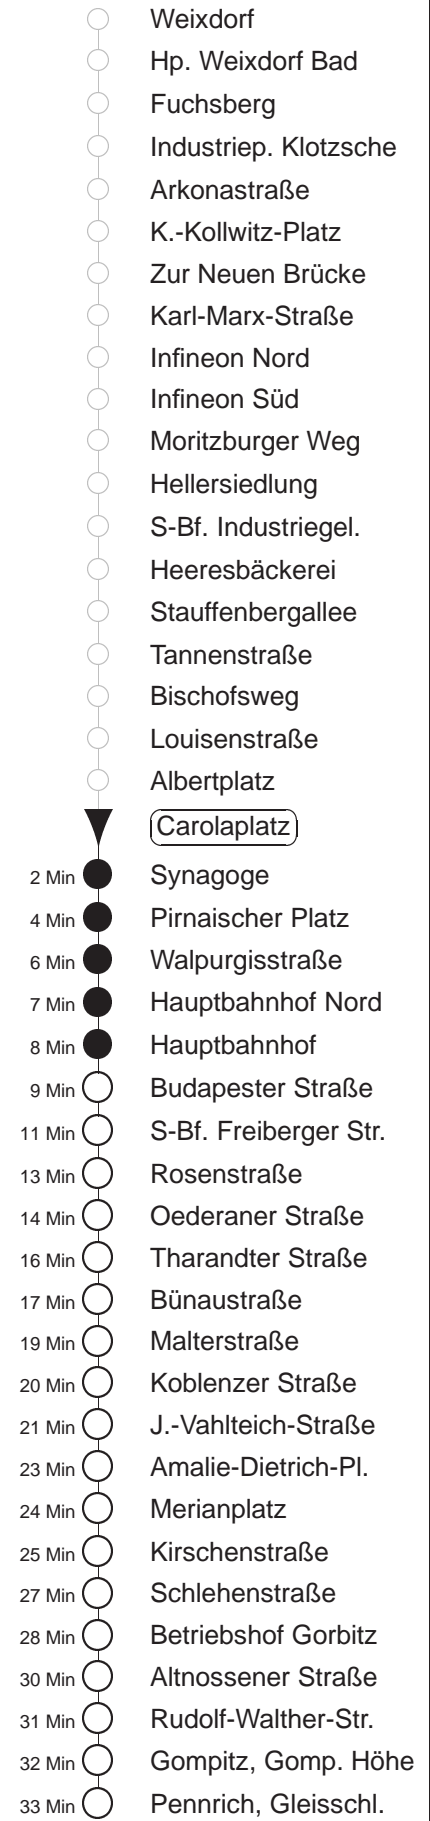 Weixdorf
Hp. Weixdorf Bad
Fuchsberg
Industriep. Klotzsche
Arkonastraße
K.-Kollwitz-Platz
Zur Neuen Brücke
Karl-Marx-Straße
Infineon Nord
Infineon Süd
Moritzburger Weg
Hellersiedlung
S-Bf. Industriegel.
Heeresbäckerei
Stauffenbergallee
Tannenstraße
Bischofsweg
Louisenstraße
Albertplatz
Carolaplatz
2 Min Synagoge
4 Min Pirnaischer Platz
6 Min Walpurgisstraße
7 Min Hauptbahnhof Nord
8 Min Hauptbahnhof
9 Min Budapester Straße
11 Min S-Bf. Freiberger Str.
13 Min Rosenstraße
14 Min Oederaner Straße
16 Min Tharandter Straße
17 Min Bünaustraße
19 Min Malterstraße
20 Min Koblenzer Straße
21 Min J.-Vahlteich-Straße
23 Min Amalie-Dietrich-Pl.
24 Min Merianplatz
25 Min Kirschenstraße
27 Min Schlehenstraße
28 Min Betriebshof Gorbitz
30 Min Altnossener Straße
31 Min Rudolf-Walther-Str.
32 Min Gompitz, Gomp. Höhe
33 Min Pennrich, Gleisschl.